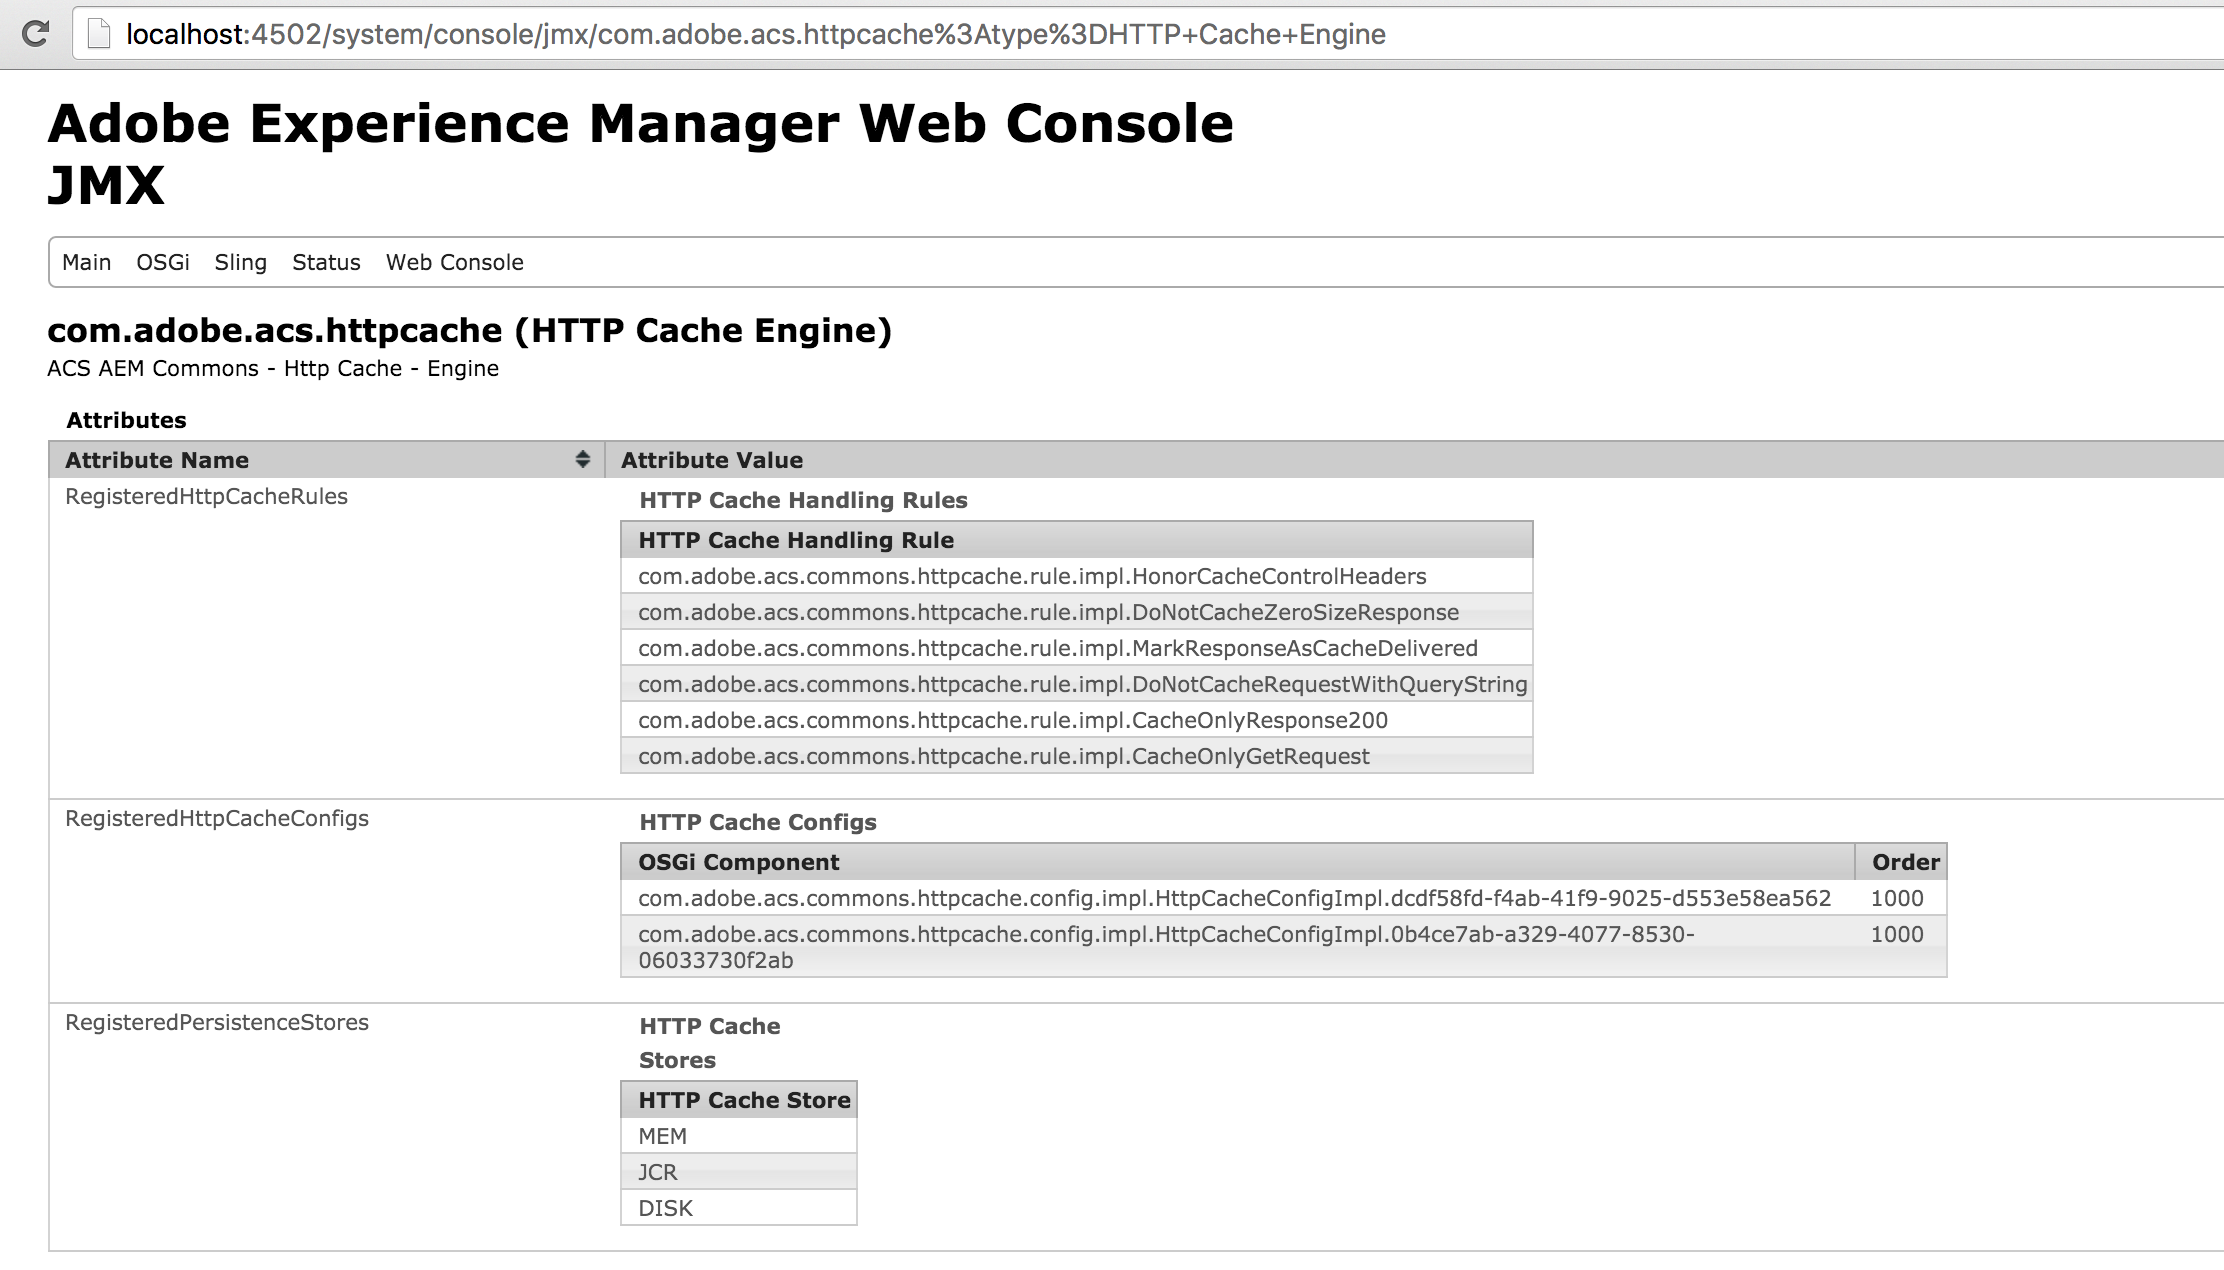 localhost:4502/system/console/jmx/com.adobe.acs.httpcache%3Atype%3DHTTP+Cache+Engine
Adobe Experience Manager Web Console
JMX
Main OSGi Sling Status Web Console
com.adobe.acs.httpcache (HTTP Cache Engine)
ACS AEM Commons - Http Cache - Engine
Attributes
Attribute Name Attribute Value
RegisteredHttpCacheRules HTTP Cache Handling Rules
HTTP Cache Handling Rule
com.adobe.acs.commons.httpcache.rule.impl.HonorCacheControlHeaders
com.adobe.acs.commons.httpcache.rule.impl.DoNotCacheZeroSizeResponse
com.adobe.acs.commons.httpcache.rule.impl.MarkResponseAsCacheDelivered
com.adobe.acs.commons.httpcache.rule.impl.DoNotCacheRequestWithQueryString
com.adobe.acs.commons.httpcache.rule.impl.CacheOnlyResponse200
com.adobe.acs.commons.httpcache.rule.impl.CacheOnlyGetRequest
RegisteredHttpCacheConfigs HTTP Cache Configs
OSGi Component Order
com.adobe.acs.commons.httpcache.config.impl.HttpCacheConfigImpl.dcdf58fd-f4ab-41f9-9025-d553e58ea562 1000
com.adobe.acs.commons.httpcache.config.impl.HttpCacheConfigImpl.0b4ce7ab-a329-4077-8530- 1000
06033730f2ab
RegisteredPersistenceStores HTTP Cache
Stores
HTTP Cache Store
MEM
JCR
DISK